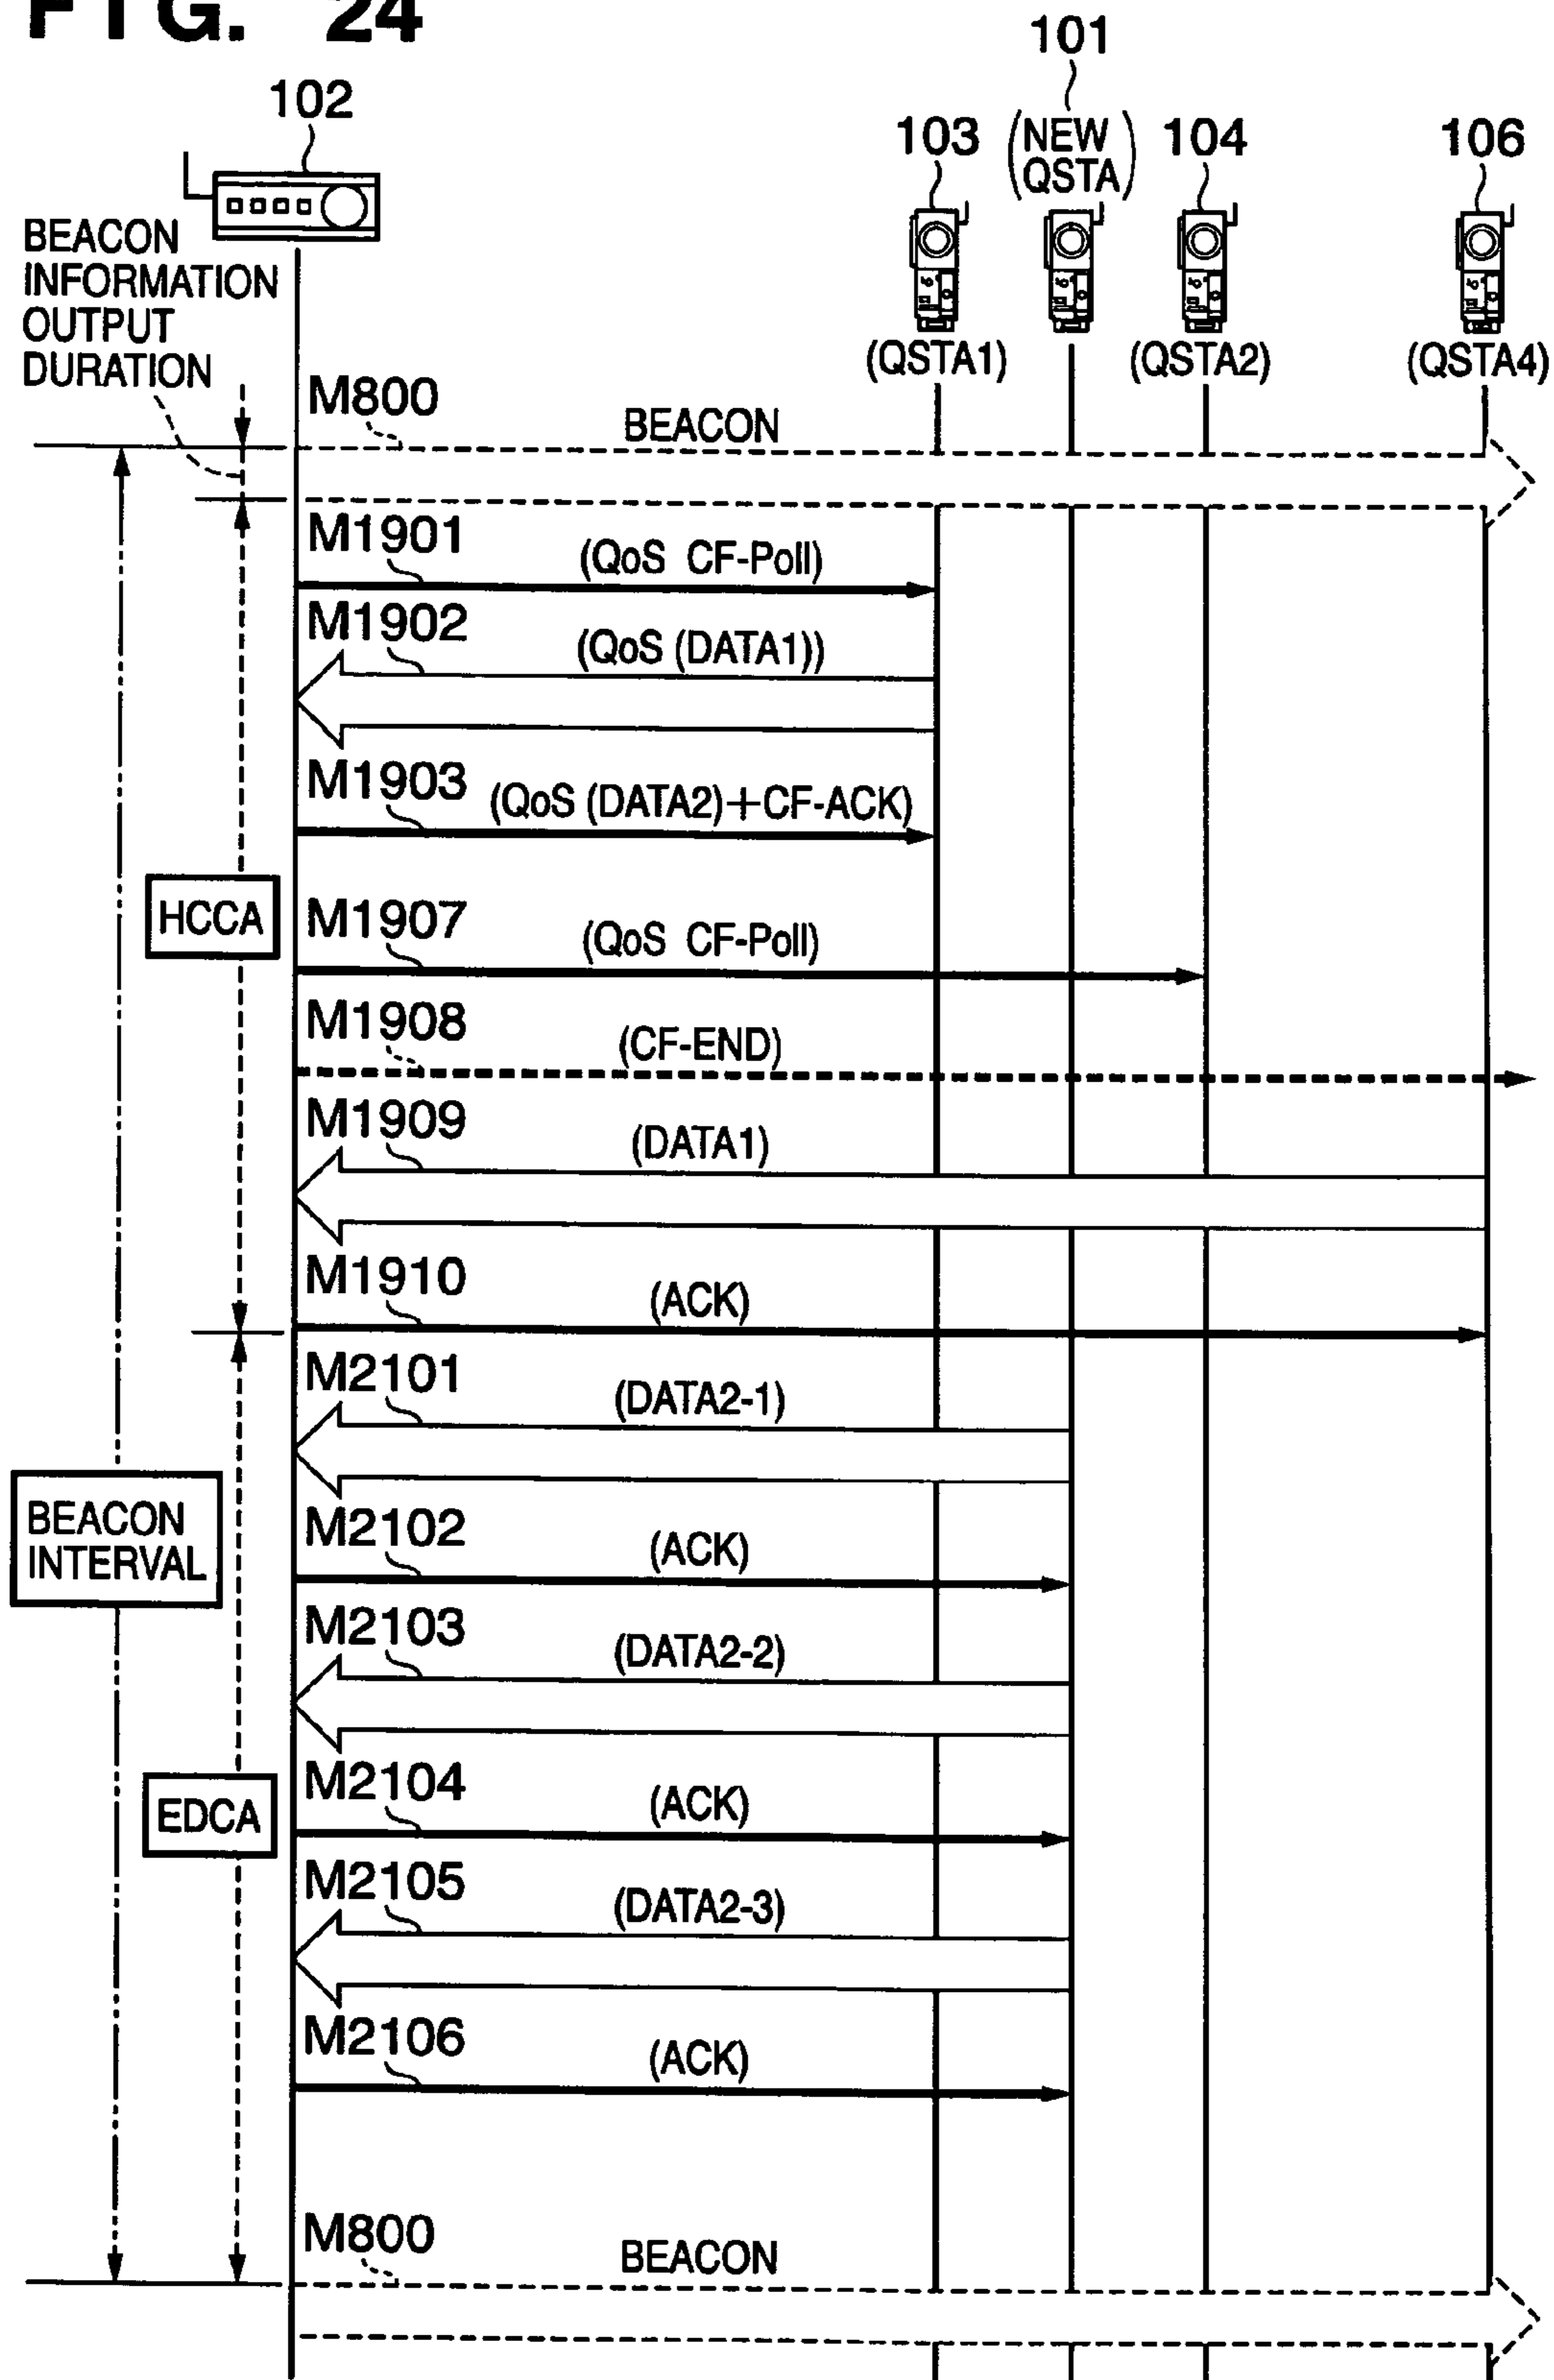 FIG. 24
101
102
103
(NEW
QSTA)
104
106
BEACON
INFORMATION
OUTPUT
DURATION
(QSTA1)
(QSTA2)
(QSTA4)
M800
BEACON
M1901
(QoS CF-Poll)
M1902
(QoS (DATA1))
M1903
(QoS (DATA2)+CF-ACK)
HCCA
M1907
(QoS CF-Poll)
M1908
(CF-END)
M1909
(DATA1)
M1910
(ACK)
M2101
(DATA2-1)
BEACON
INTERVAL
M2102
(ACK)
M2103
(DATA2-2)
M2104
(ACK)
EDCA
M2105
(DATA2-3)
M2106
(ACK)
M800
BEACON